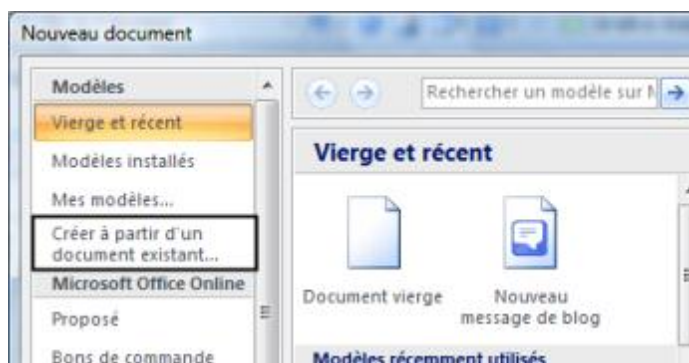 Nouveau document
Modèles
Vierge et récent
Modèles installés
Mes modèles...
Créer à partir d'un
document existant...
Microsoft Office Online
Proposé
Bons de commande
Rechercher un modèle sur
Vierge et récent
Document vierge
Nouveau
message de blog
Modèles récemment utilisés